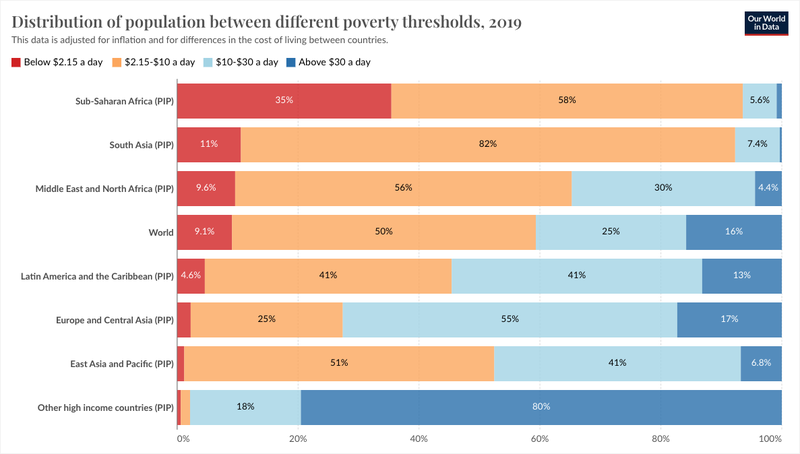 Distribution of population between different poverty thresholds, 2019
Our World
in Data
This data is adjusted for inflation and for differences in the cost of living between countries.
Below $2.15 a day $2.15-$10 a day $10-$30 a day Above $30 a day
Sub-Saharan Africa (PIP) 35% 58% 5.6%
South Asia (PIP) 11% 82% 7.4%
Middle East and North Africa (PIP) 9.6% 56% 30% 4.4%
World 9.1% 50% 25% 16%
Latin America and the Caribbean (PIP) 4.6% 41% 41% 13%
Europe and Central Asia (PIP) 25% 55% 17%
East Asia and Pacific (PIP) 51% 41% 6.8%
Other high income countries (PIP) 18% 80%
0% 20% 40% 60% 80% 100%